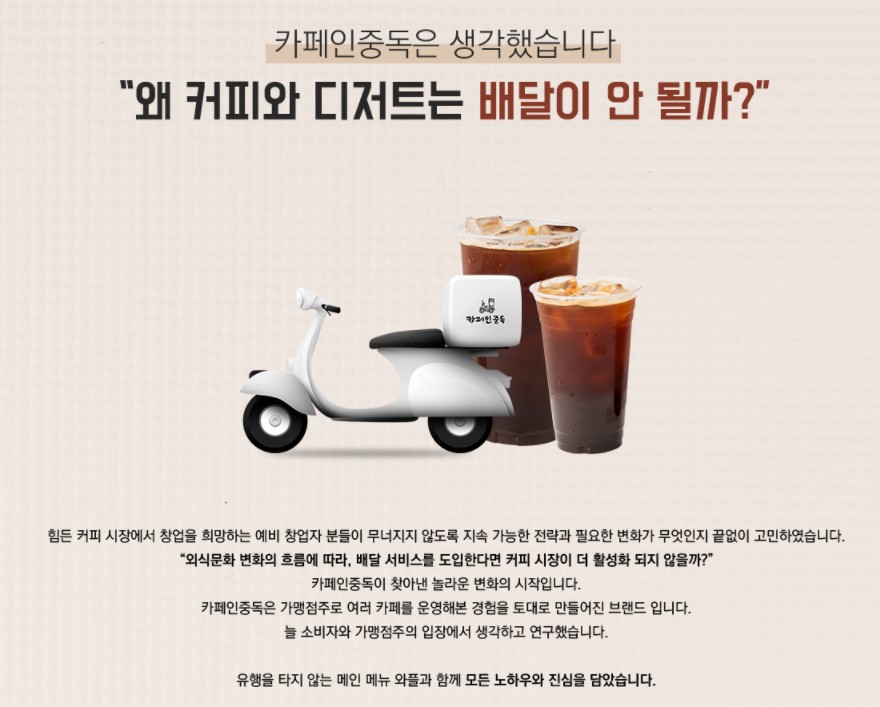 카페인중독은 생각했습니다
“왜 커피와 디저트는 배달이 안 될까?”
카페인중독
힘든 커피 시장에서 창업을 희망하는 예비 창업자 분들이 무너지지 않도록 지속 가능한 전략과 필요한 변화가 무엇인지 끝없이 고민하였습니다.
“외식문화 변화의 흐름에 따라, 배달 서비스를 도입한다면 커피 시장이 더 활성화 되지 않을까?”
카페인중독이 찾아낸 놀라운 변화의 시작입니다.
카페인중독은 가맹점주로 여러 카페를 운영해본 경험을 토대로 만들어진 브랜드 입니다.
늘 소비자와 가맹점주의 입장에서 생각하고 연구했습니다.
유행을 타지 않는 메인 메뉴 와플과 함께 모든 노하우와 진심을 담았습니다.